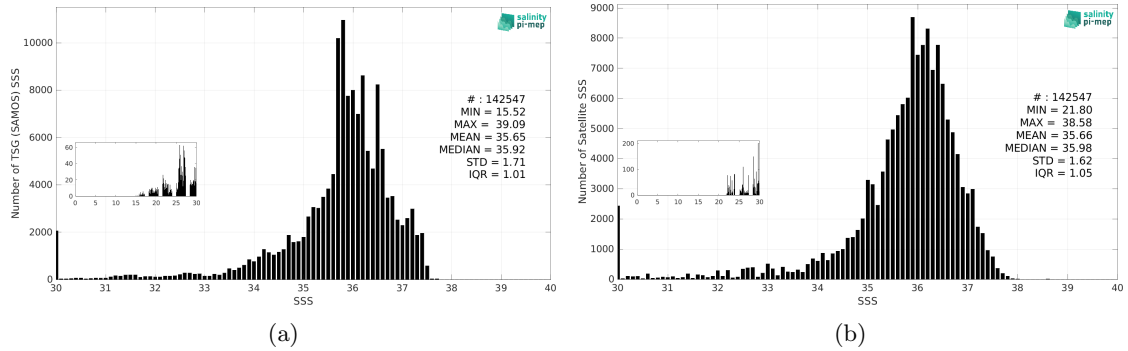 salinity
pi-mep
Number of TSG (SAMOS) SSS
10000
8000
6000
4000
2000
0
# : 142547
MIN = 15.52
MAX = 39.09
MEAN = 35.65
MEDIAN = 35.92
STD = 1.71
IQR = 1.01
60
40
20
0
0 5 10 15 20 25 30
30 31 32 33 34 35 36 37 38 39 40
SSS
(a)
salinity
pi-mep
Number of Satellite SSS
9000
8000
7000
6000
5000
4000
3000
2000
1000
0
# : 142547
MIN = 21.80
MAX = 38.58
MEAN = 35.66
MEDIAN = 35.98
STD = 1.62
IQR = 1.05
200
100
0
0 5 10 15 20 25 30
30 31 32 33 34 35 36 37 38 39 40
SSS
(b)